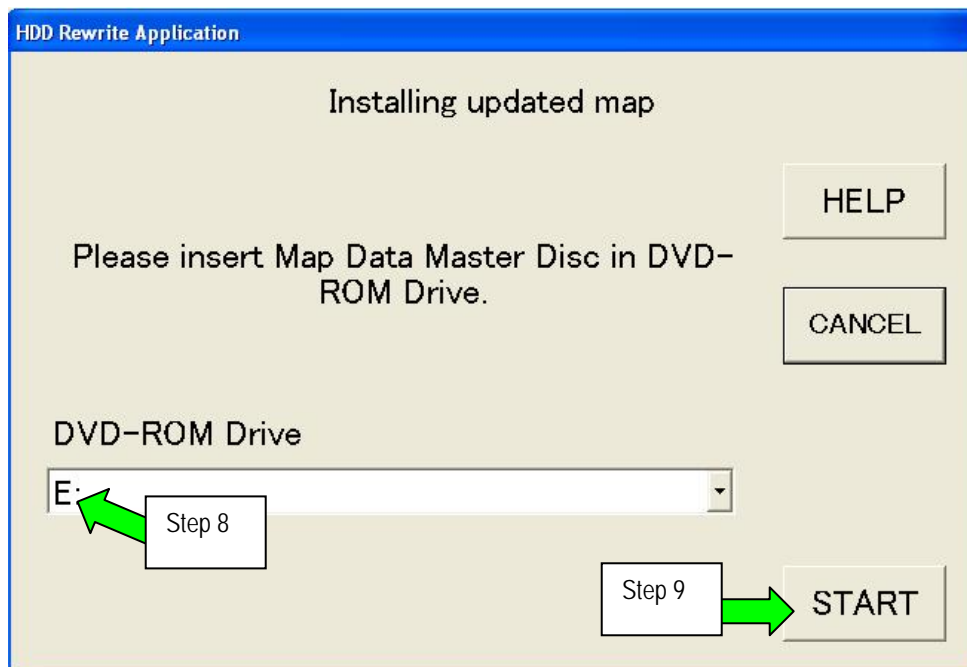 HDD Rewrite Application
Installing updated map
HELP
Please insert Map Data Master Disc in DVD-
ROM Drive.
CANCEL
DVD-ROM Drive
E:
Step 8
Step 9
START